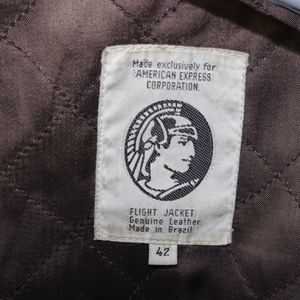 Made exclusively for
AMERICAN EXPRESS
CORPORATION.
FLIGHT JACKET
Genuine Leather
Made in Brazil
42